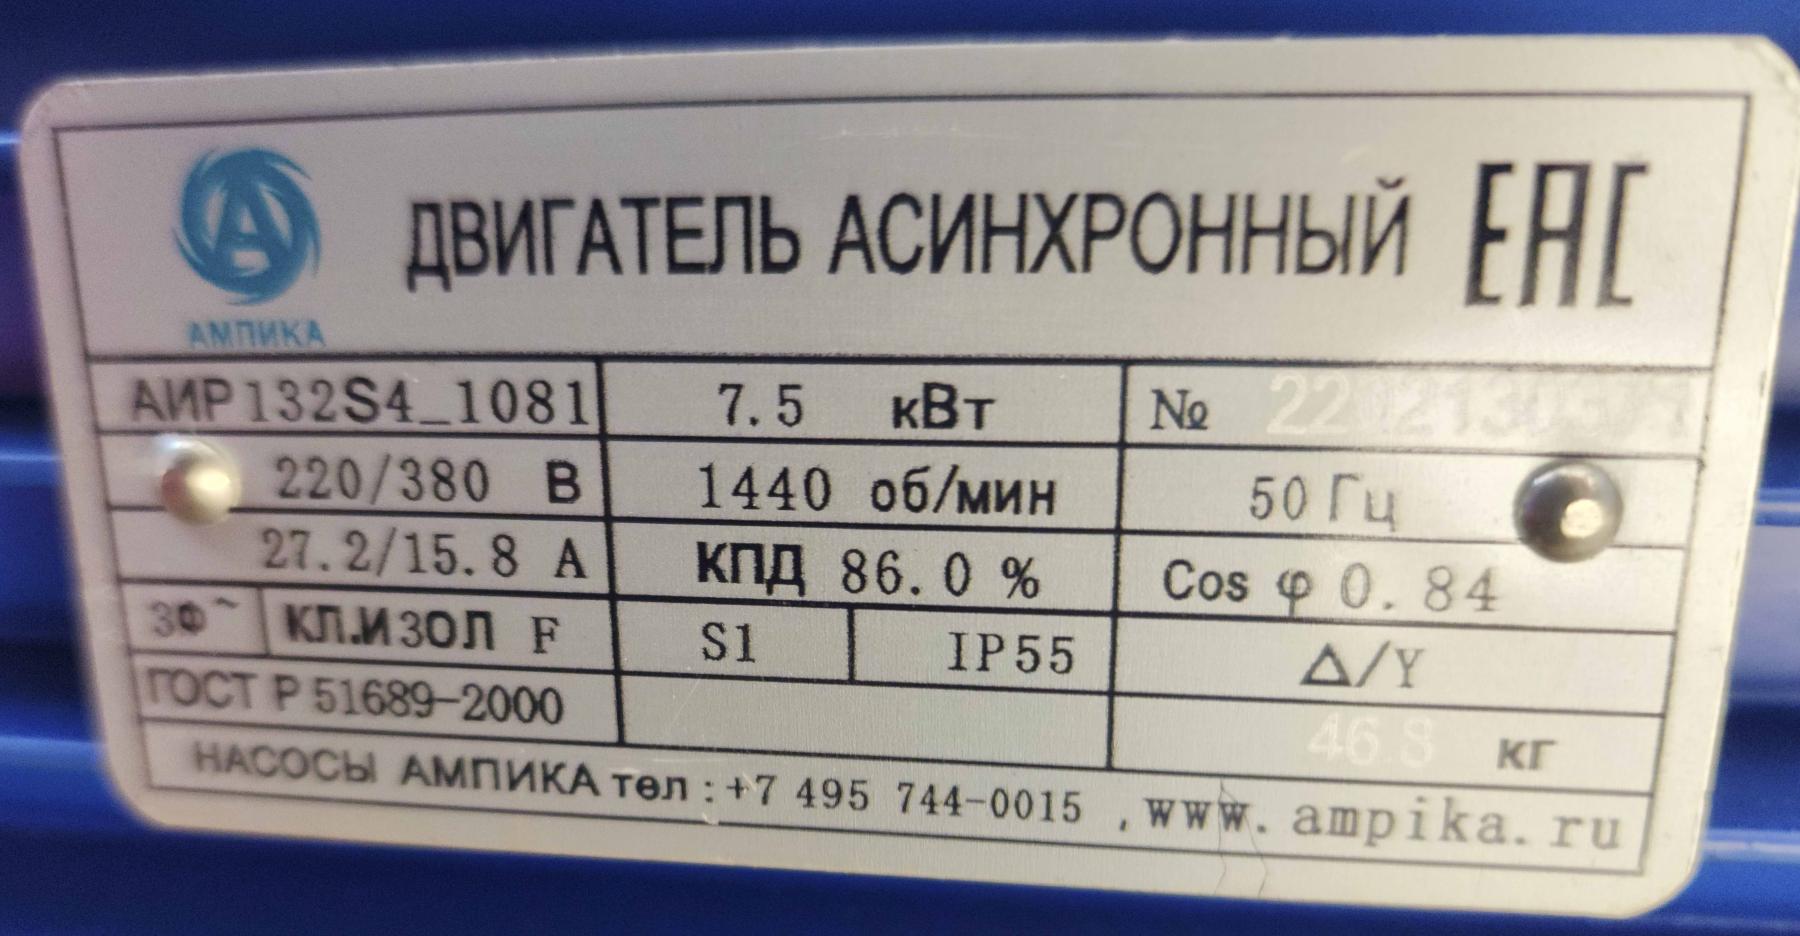 АМПИКА
ДВИГАТЕЛЬ АСИНХРОННЫЙ EAC
АИР132S4_1081 7.5 кВт №
220/380 В 1440 об/мин 50 Гц
27.2/15.8 А КПД 86.0 % Cos φ 0.84
3Ф~ КЛ.ИЗОЛ F S1 IP55 Δ/Y
ГОСТ Р 51689-2000 46.8 кг
НАСОСЫ АМПИКА тел :+7 495 744-0015 ,www.ampika.ru